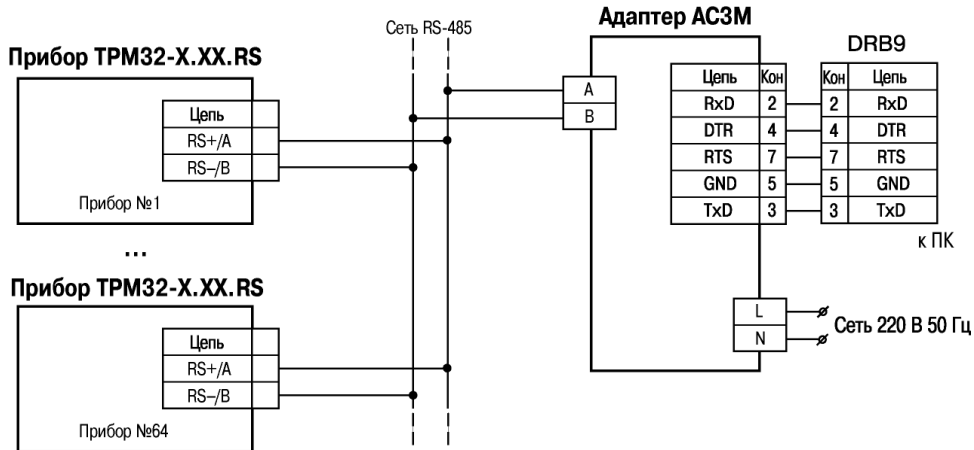 Сеть RS-485
Адаптер АС3М
Прибор ТРМ32-Х.ХХ.RS
DRB9
Цепь
RS+/A
RS–/B
Прибор №1
A
B
Цепь Кон Кон Цепь
RxD 2 2 RxD
DTR 4 4 DTR
RTS 7 7 RTS
GND 5 5 GND
TxD 3 3 TxD
к ПК
...
Прибор ТРМ32-Х.ХХ.RS
Цепь
RS+/A
RS–/B
Прибор №64
L
N
Сеть 220 В 50 Гц